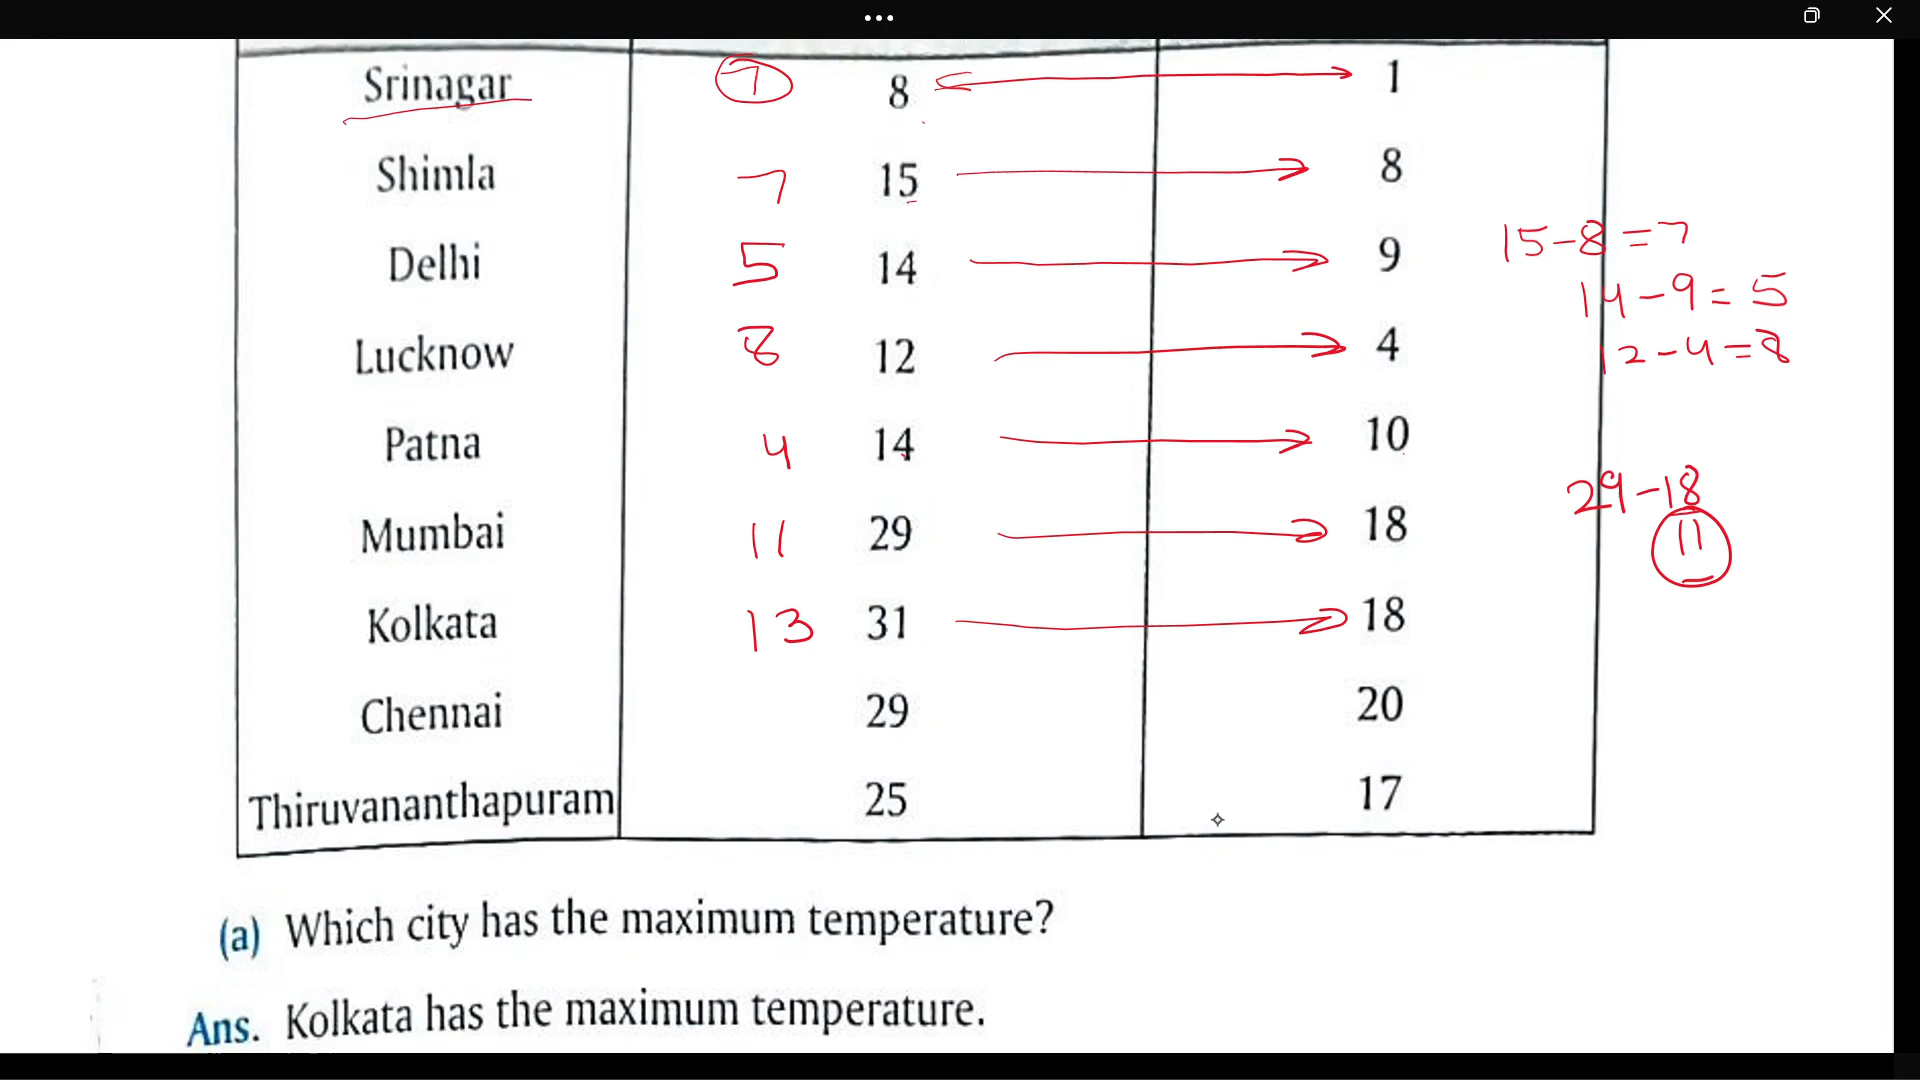 Srinagar 7 8 1
Shimla 7 15 8
15-8=7
Delhi 5 14 9
14-9=5
Lucknow 8 12 4
12-4=8
Patna 4 14 10
29-18
Mumbai 11 29 18
11
Kolkata 13 31 18
Chennai 29 20
Thiruvananthapuram 25 17
(a) Which city has the maximum temperature?
Ans. Kolkata has the maximum temperature.